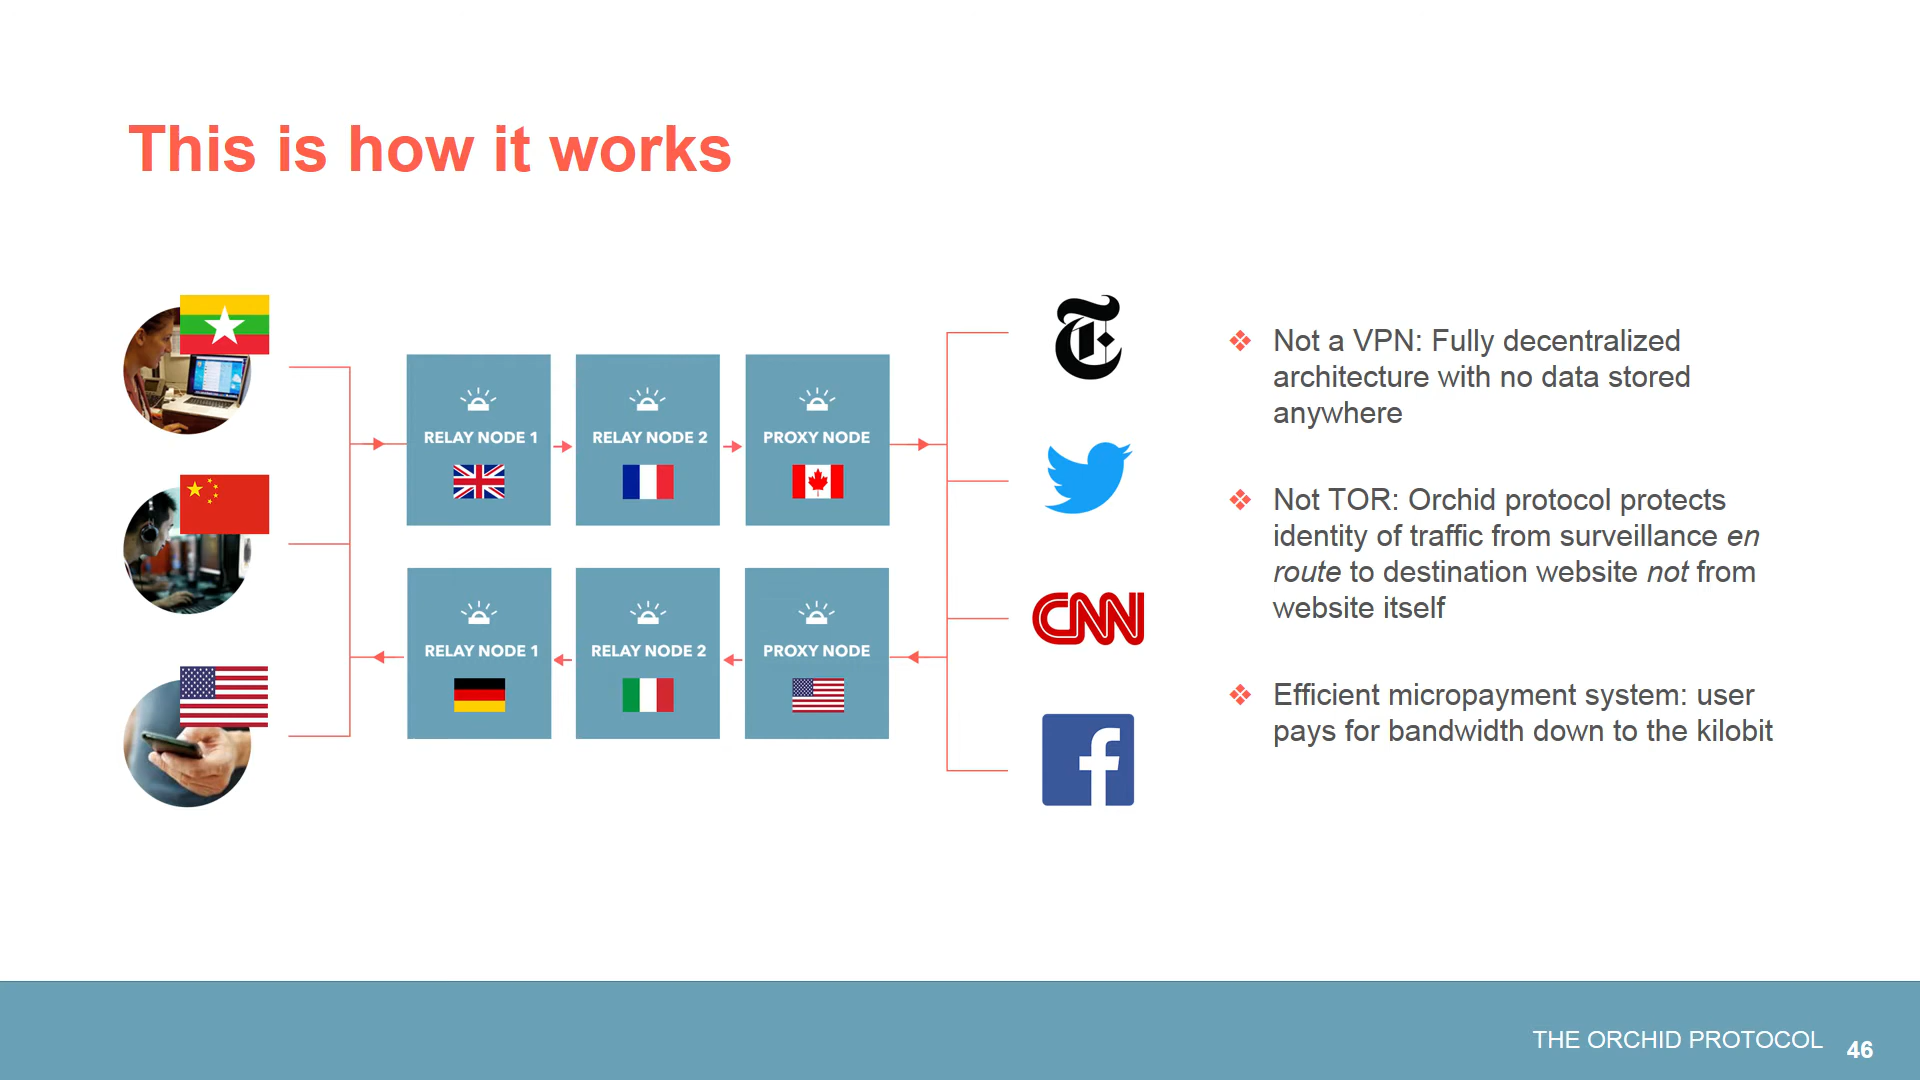 This is how it works
RELAY NODE 1
RELAY NODE 2
PROXY NODE
RELAY NODE 1
RELAY NODE 2
PROXY NODE
CNN
f
Not a VPN: Fully decentralized
architecture with no data stored
anywhere
Not TOR: Orchid protocol protects
identity of traffic from surveillance en
route to destination website not from
website itself
Efficient micropayment system: user
pays for bandwidth down to the kilobit
THE ORCHID PROTOCOL
46